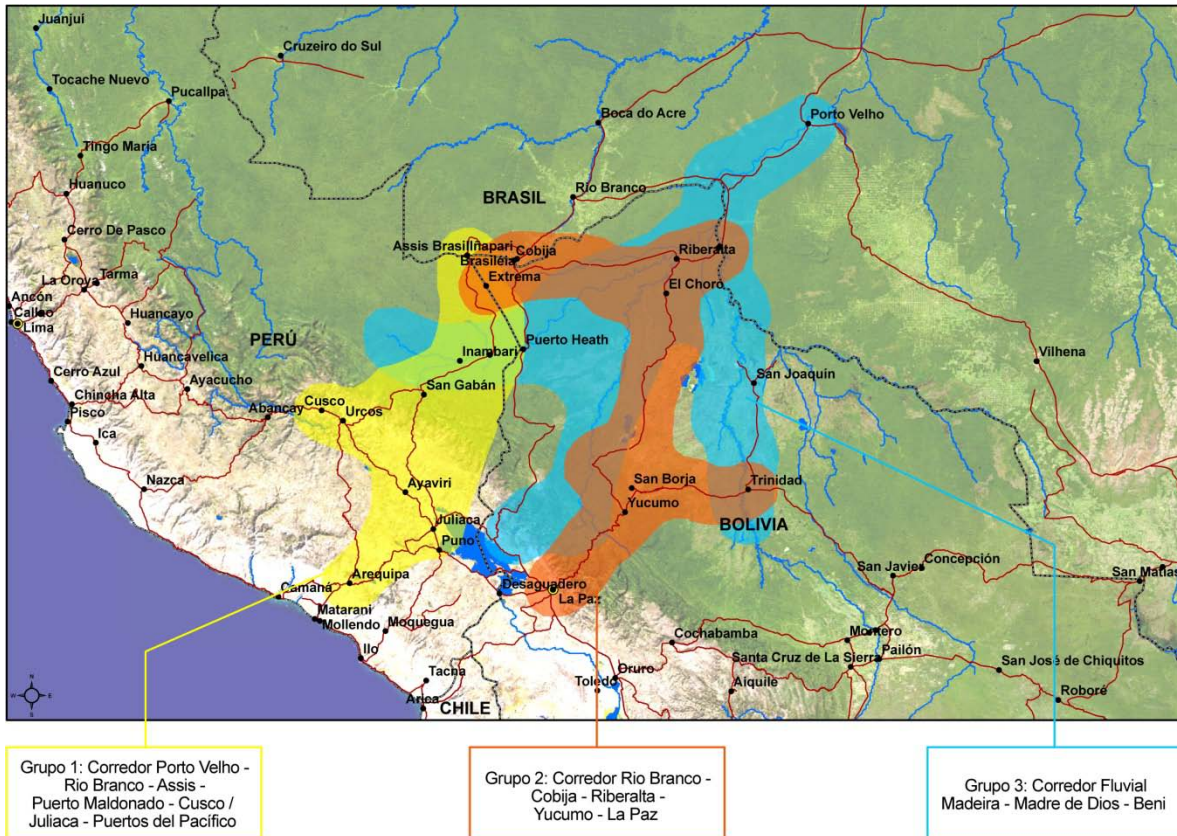 Juanjui
Cruzeiro do Sul
Tocache Nuevo
Pucallpa
Boca do Acre
Porto Velho
Tingo María
Huanuco
Río Branco
BRASIL
Cerro De Pasco
Assis Brasil
Iñapari
Cobija
Riberalta
Brasiléia
Extrema
La Oroya
Tarma
El Choró
Ancón
Callao
Lima
Huancayo
PERÚ
Puerto Heath
Inambari
Vilhena
Huancavelica
Cerro Azul
Ayacucho
San Gabán
San Joaquín
Chincha Alta
Pisco
Abancay
Cusco
Urcos
Ica
Nazca
Ayaviri
San Borja
Trinidad
Yucumo
BOLIVIA
Juliaca
Puno
Concepción
San Javier
San Matías
Arequipa
Desaguadero
La Paz
Camaná
Matarani
Mollendo
Moquegua
Cochabamba
Montero
Ilo
Santa Cruz de La Sierra
Pailón
Tacna
Oruro
San José de Chiquitos
Toledo
Aiquile
Roboré
Arica
CHILE
N
W
E
S
Grupo 1: Corredor Porto Velho -
Rio Branco - Assis -
Puerto Maldonado - Cusco /
Juliaca - Puertos del Pacífico
Grupo 2: Corredor Rio Branco -
Cobija - Riberalta -
Yucumo - La Paz
Grupo 3: Corredor Fluvial
Madeira - Madre de Dios - Beni